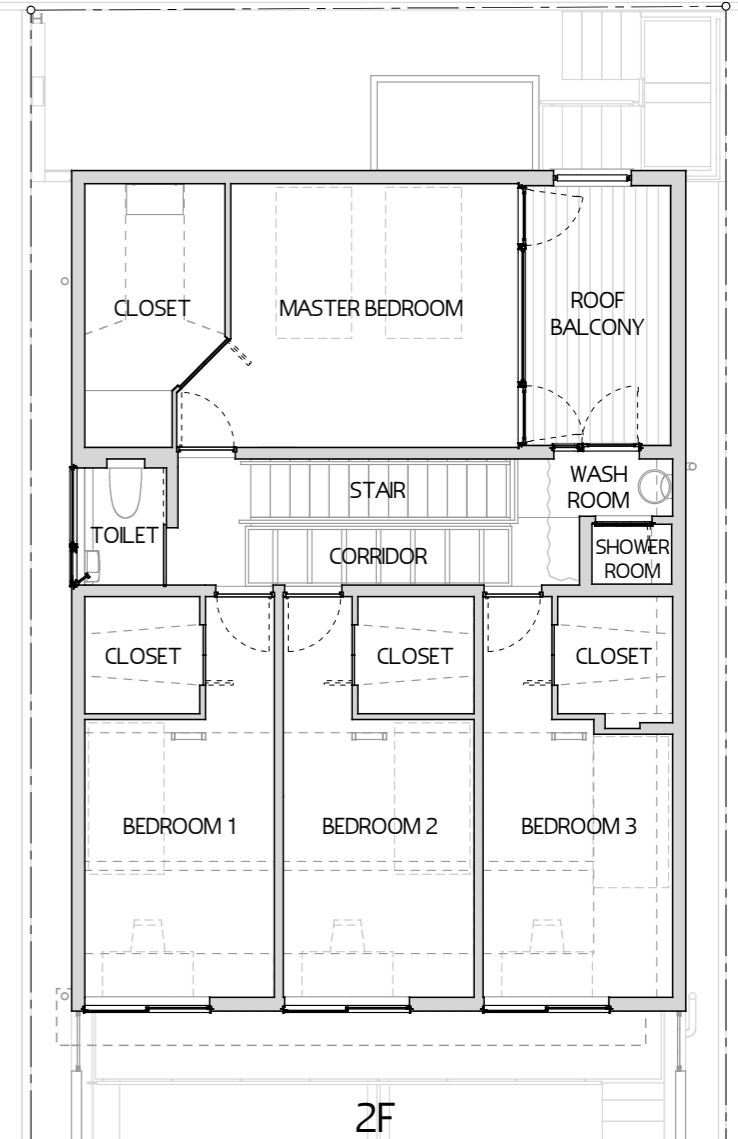 CLOSET
MASTER BEDROOM
ROOF
BALCONY
STAIR
WASH
ROOM
TOILET
CORRIDOR
SHOWER
ROOM
CLOSET
CLOSET
CLOSET
BEDROOM 1
BEDROOM 2
BEDROOM 3
2F